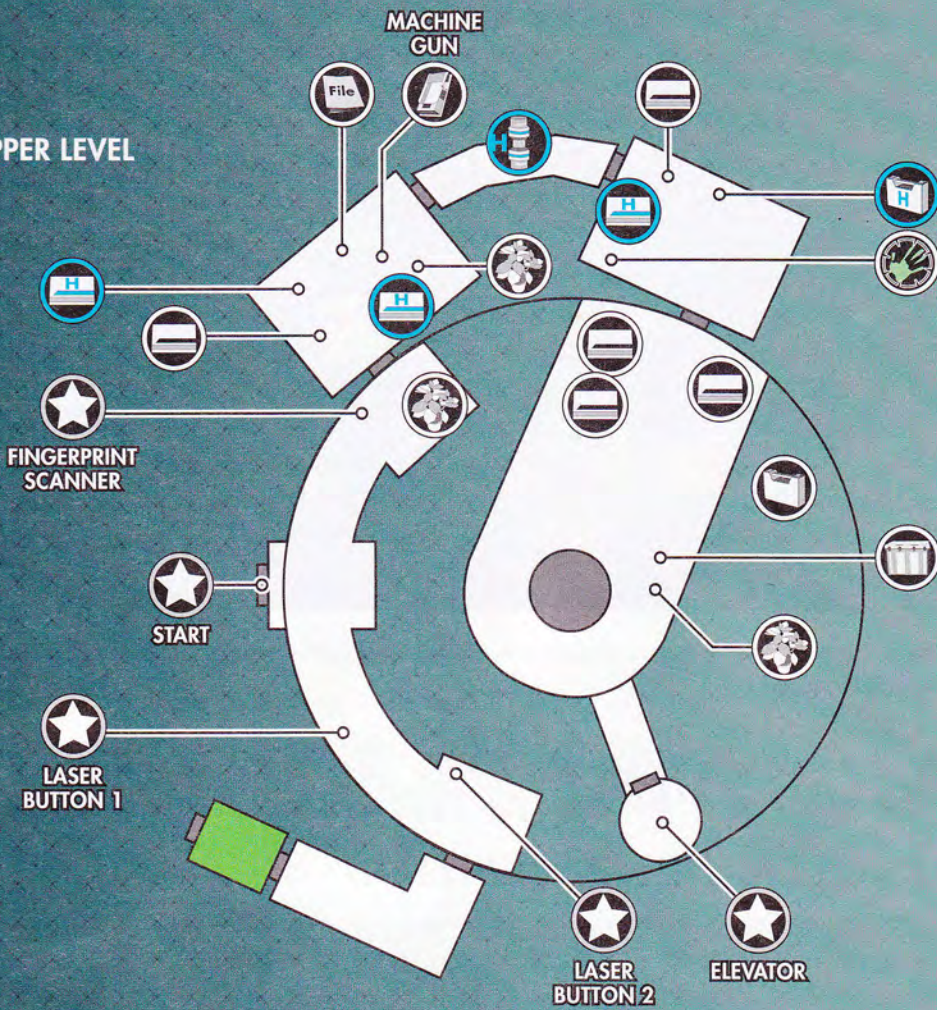 MACHINE
GUN
File
PPER LEVEL
H
H
H
H
H
FINGERPRINT
SCANNER
START
LASER
BUTTON 1
LASER
BUTTON 2
ELEVATOR